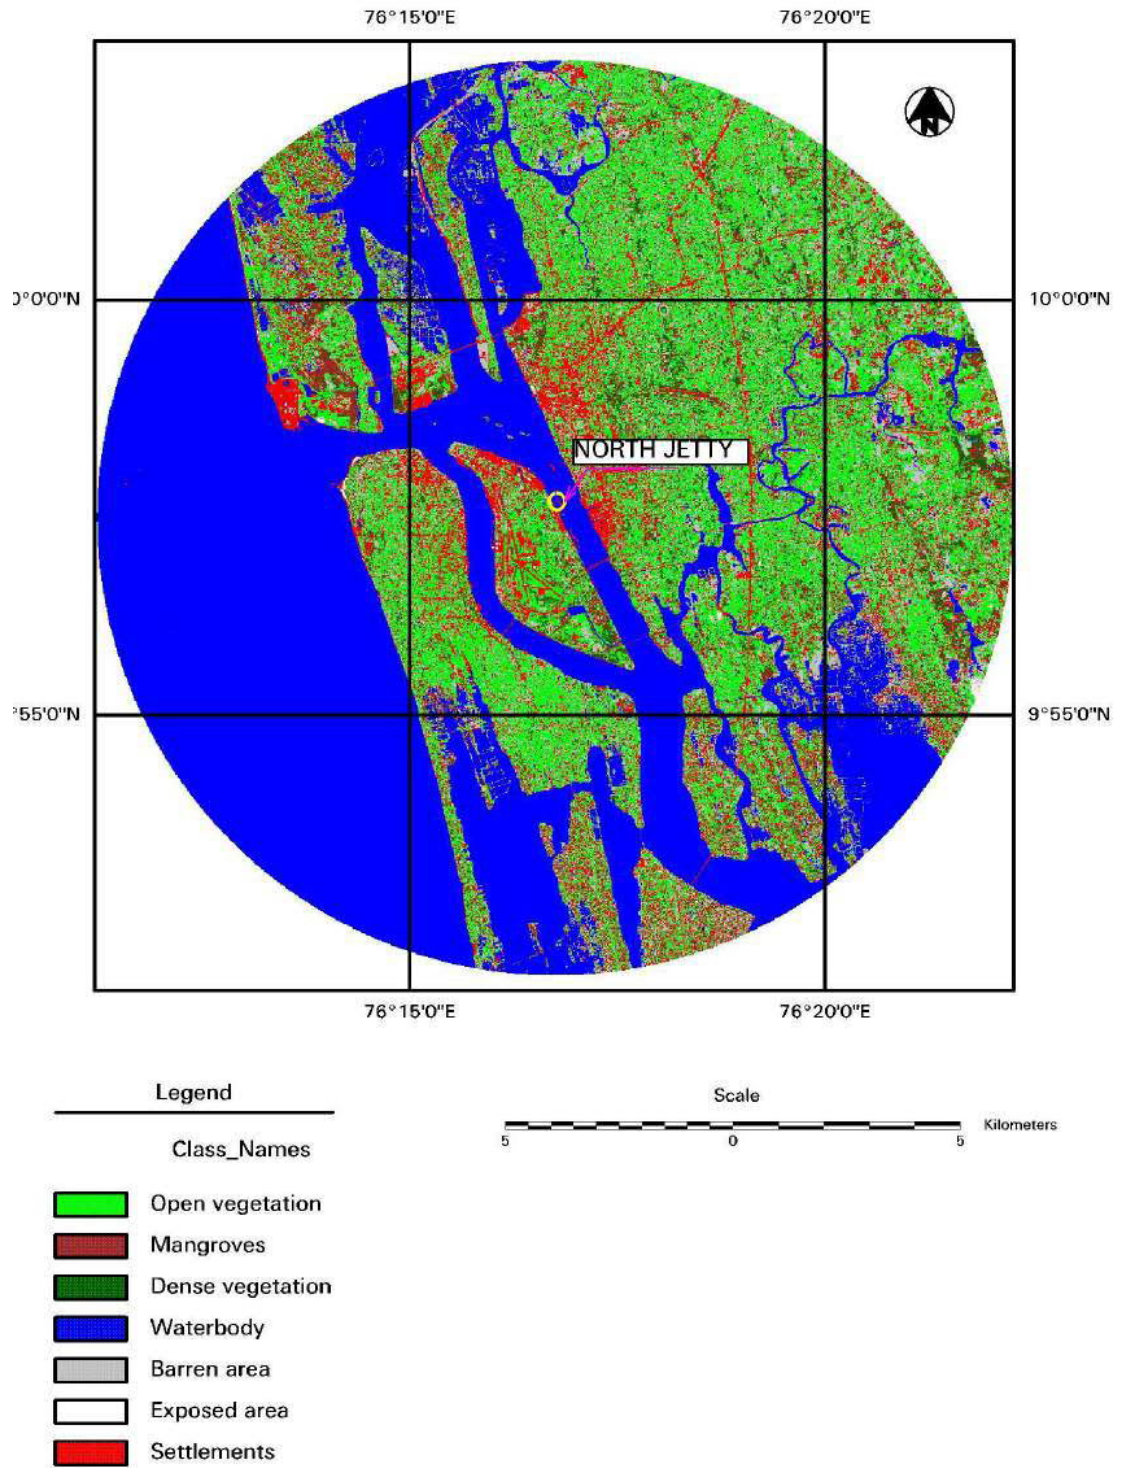 76°15'0"E 76°20'0"E
N
0°0'0"N 10°0'0"N
NORTH JETTY
°55'0"N 9°55'0"N
76°15'0"E 76°20'0"E
Legend
Scale
Kilometers
5 0 5
Class_Names
Open vegetation
Mangroves
Dense vegetation
Waterbody
Barren area
Exposed area
Settlements